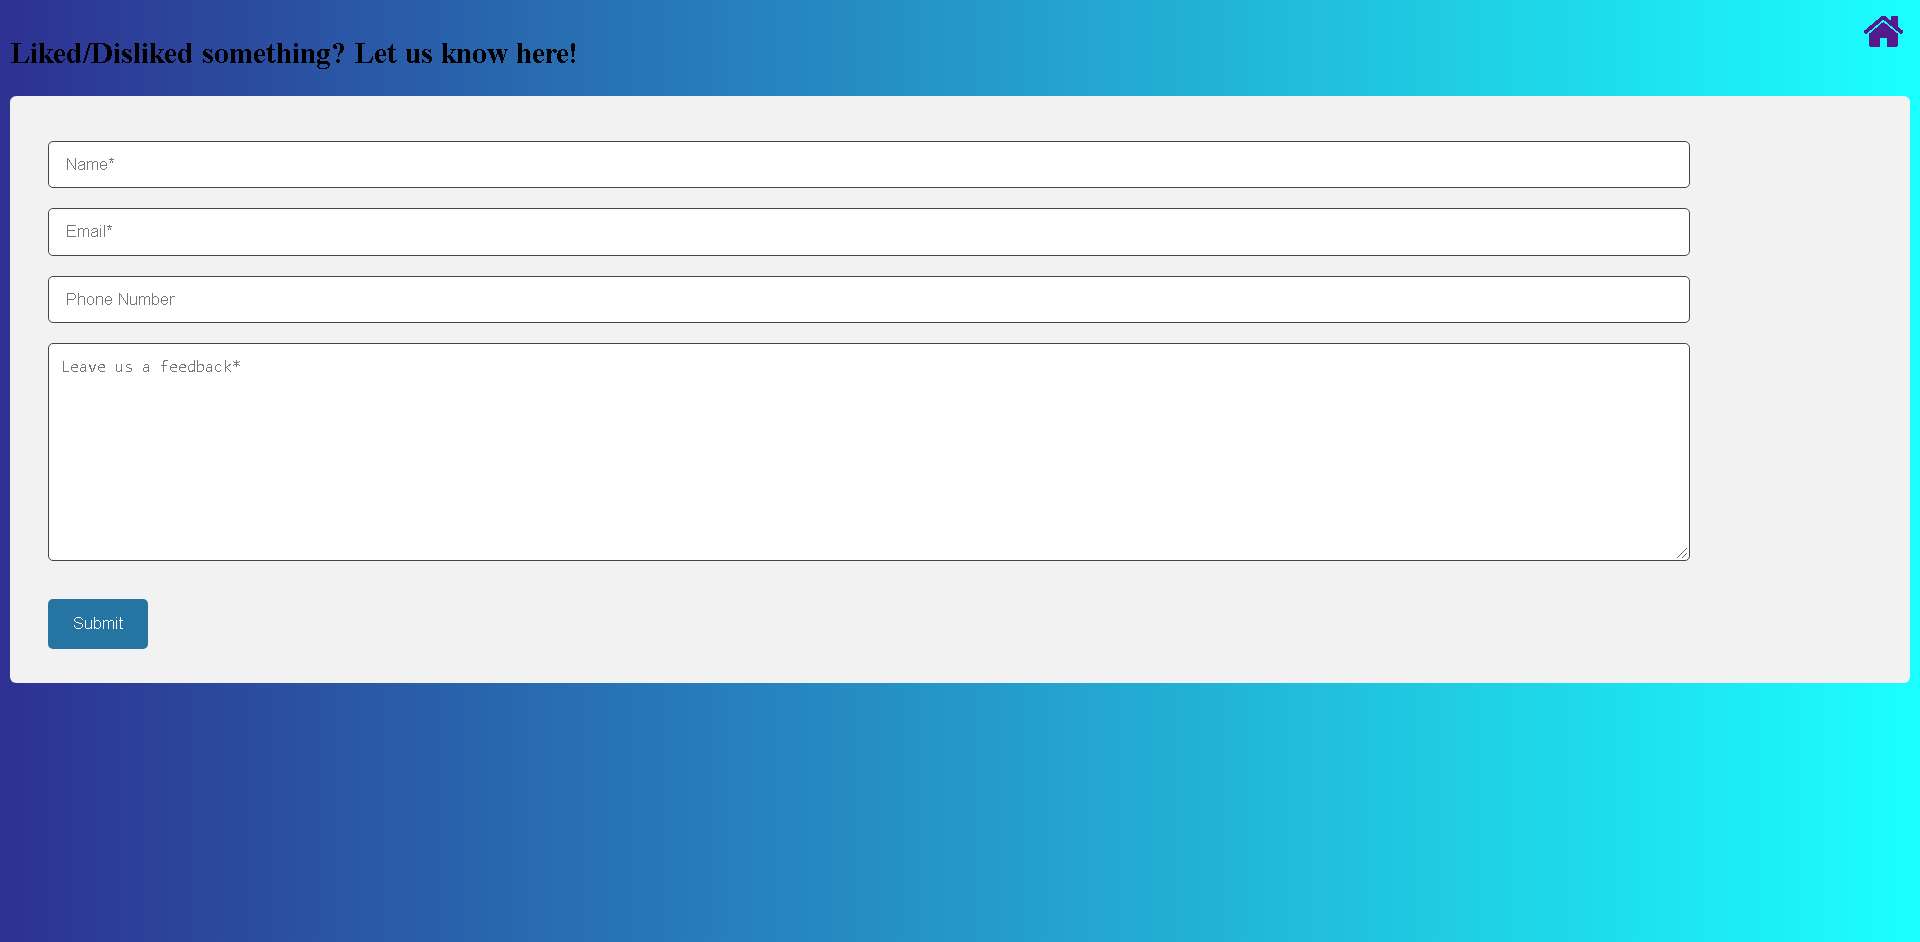 Liked/Disliked something? Let us know here!
Name*
Email*
Phone Number
Leave us a feedback*
Submit